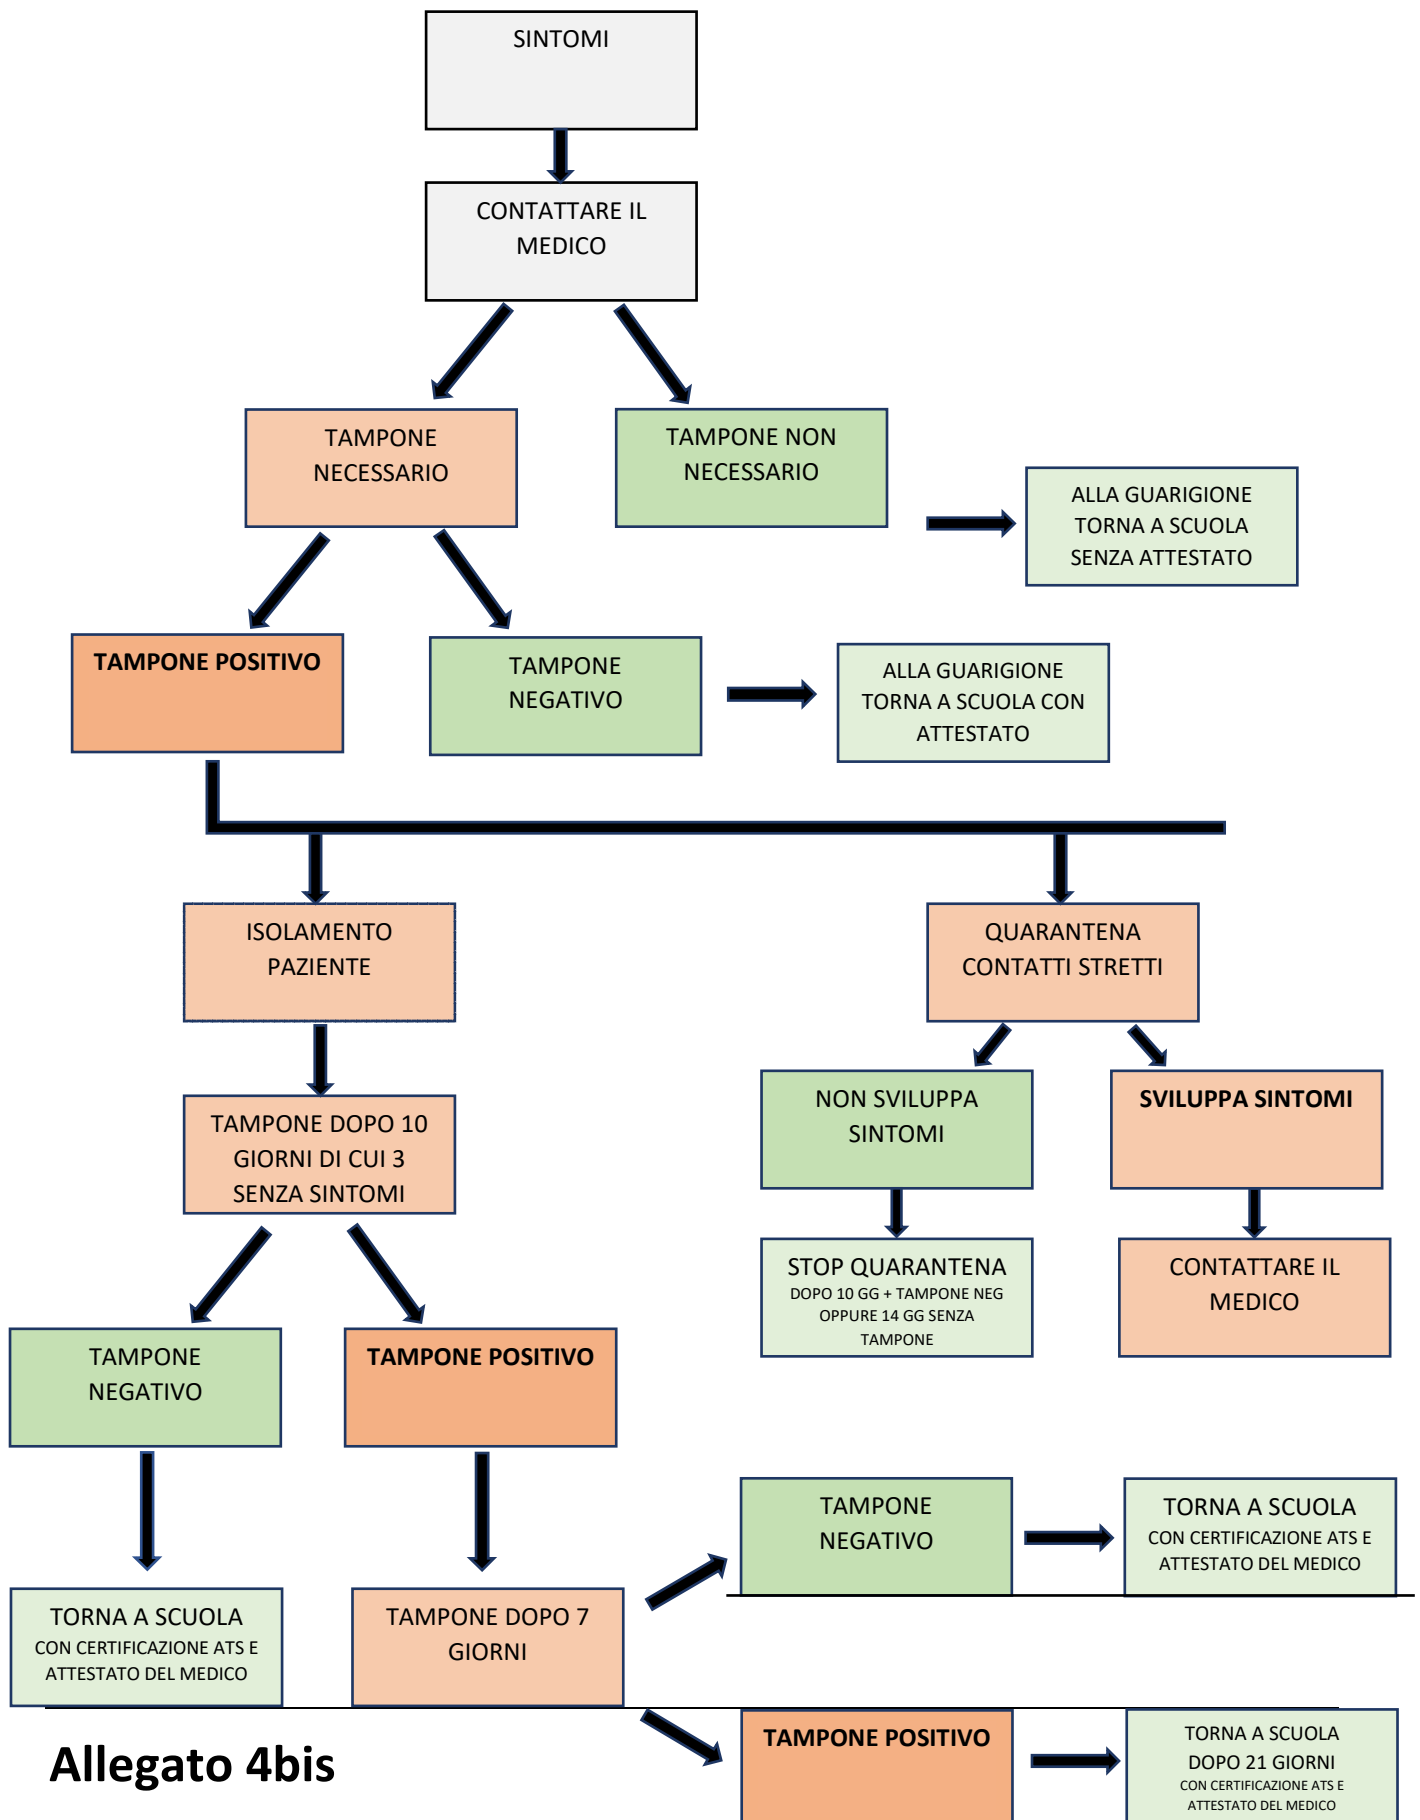 SINTOMI
CONTATTARE IL
MEDICO
TAMPONE
NECESSARIO
TAMPONE NON
NECESSARIO
ALLA GUARIGIONE
TORNA A SCUOLA
SENZA ATTESTATO
TAMPONE POSITIVO
TAMPONE
NEGATIVO
ALLA GUARIGIONE
TORNA A SCUOLA CON
ATTESTATO
ISOLAMENTO
PAZIENTE
QUARANTENA
CONTATTI STRETTI
TAMPONE DOPO 10
GIORNI DI CUI 3
SENZA SINTOMI
NON SVILUPPA
SINTOMI
SVILUPPA SINTOMI
STOP QUARANTENA
DOPO 10 GG + TAMPONE NEG
OPPURE 14 GG SENZA
TAMPONE
CONTATTARE IL
MEDICO
TAMPONE
NEGATIVO
TAMPONE POSITIVO
TAMPONE
NEGATIVO
TORNA A SCUOLA
CON CERTIFICAZIONE ATS E
ATTESTATO DEL MEDICO
TORNA A SCUOLA
CON CERTIFICAZIONE ATS E
ATTESTATO DEL MEDICO
TAMPONE DOPO 7
GIORNI
TAMPONE POSITIVO
TORNA A SCUOLA
DOPO 21 GIORNI
CON CERTIFICAZIONE ATS E
ATTESTATO DEL MEDICO
Allegato 4bis